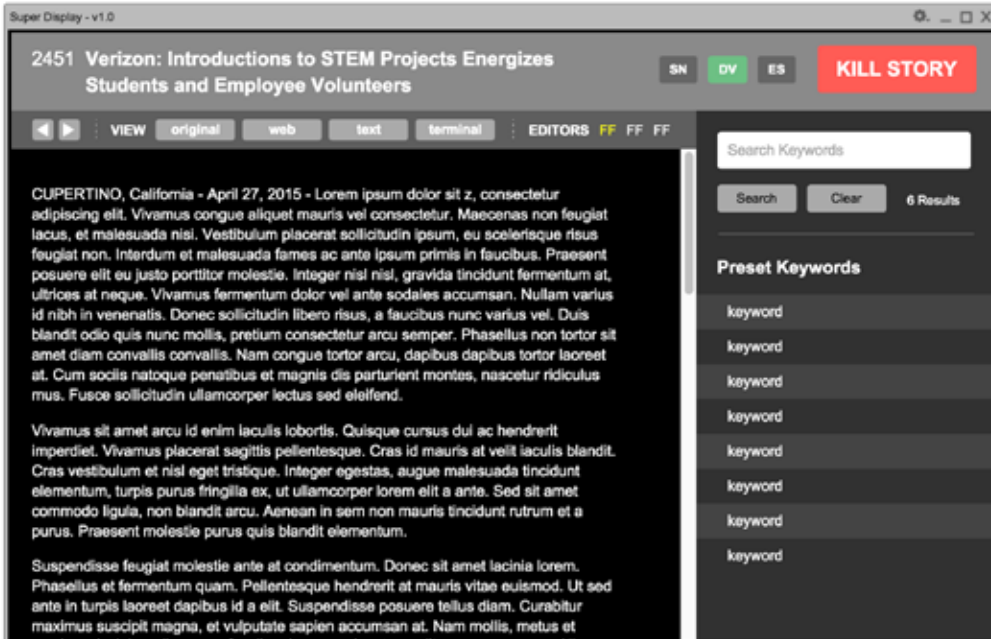 Super Display - v1.0
2451 Verizon: Introductions to STEM Projects Energizes
Students and Employee Volunteers
SN DV ES
KILL STORY
VIEW original web text terminal EDITORS FF FF FF
CUPERTINO, California - April 27, 2015 - Lorem ipsum dolor sit z, consectetur
adipiscing elit. Vivamus congue aliquet mauris vel consectetur. Maecenas non feugiat
lacus, et malesuada nisi. Vestibulum placerat sollicitudin ipsum, eu scelerisque risus
feugiat non. Interdum et malesuada fames ac ante ipsum primis in faucibus. Praesent
posuere elit eu justo porttitor molestie. Integer nisl nisl, gravida tincidunt fermentum at,
ultrices at neque. Vivamus fermentum dolor vel ante sodales accumsan. Nullam varius
id nibh in venenatis. Donec sollicitudin libero risus, a faucibus nunc varius vel. Duis
blandit odio quis nunc mollis, pretium consectetur arcu semper. Phasellus non tortor sit
amet diam convallis convallis. Nam congue tortor arcu, dapibus dapibus tortor laoreet
at. Cum sociis natoque penatibus et magnis dis parturient montes, nascetur ridiculus
mus. Fusce sollicitudin ullamcorper lectus sed eleifend.
Vivamus sit amet arcu id enim iaculis lobortis. Quisque cursus dui ac hendrerit
imperdiet. Vivamus placerat sagittis pellentesque. Cras id mauris at velit iaculis blandit.
Cras vestibulum et nisl eget tristique. Integer egestas, augue malesuada tincidunt
elementum, turpis purus fringilla ex, ut ullamcorper lorem elit a ante. Sed sit amet
commodo ligula, non blandit arcu. Aenean in sem non mauris tincidunt rutrum et a
purus. Praesent molestie purus quis blandit elementum.
Suspendisse feugiat molestie ante at condimentum. Donec sit amet lacinia lorem.
Phasellus et fermentum quam. Pellentesque hendrerit at mauris vitae euismod. Ut sed
ante in turpis laoreet dapibus id a elit. Suspendisse posuere tellus diam. Curabitur
maximus suscipit magna, et vulputate sapien accumsan at. Nam mollis, metus et
Search Keywords
Search Clear 6 Results
Preset Keywords
keyword
keyword
keyword
keyword
keyword
keyword
keyword
keyword